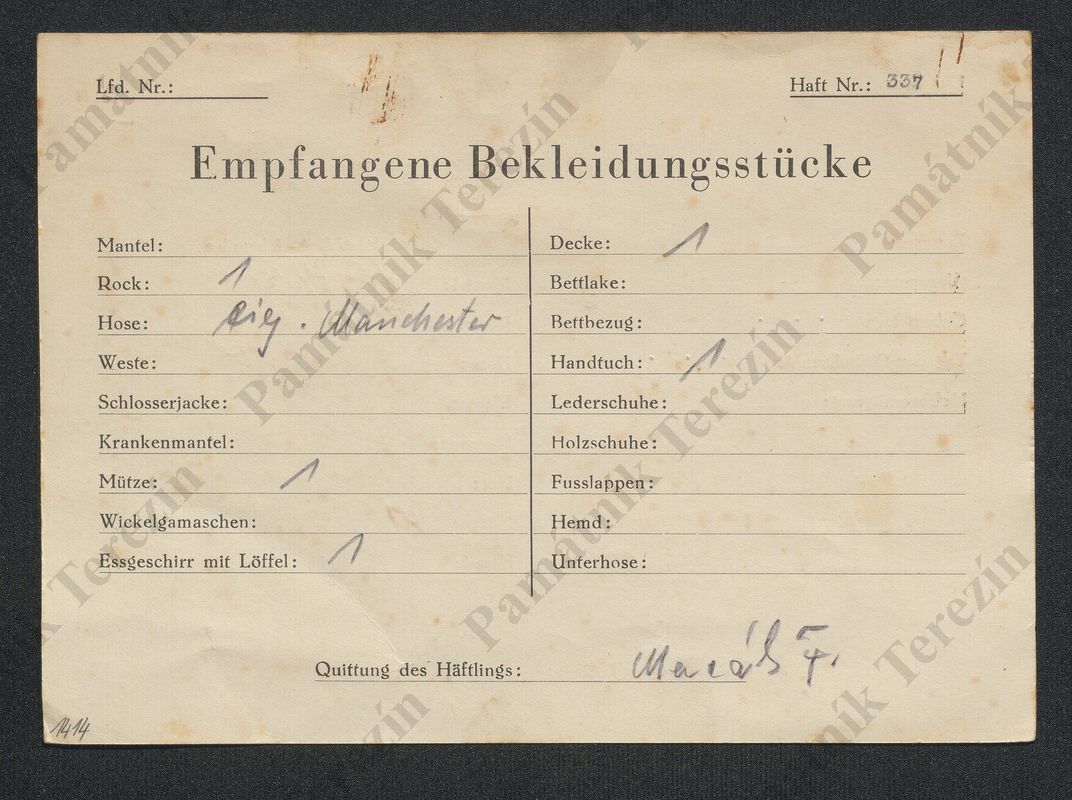 Lfd. Nr.:
Haft Nr.: 337
Empfangene Bekleidungsstücke
Mantel:
Rock: 1
Hose: eig. Manchester
Weste:
Schlosserjacke:
Krankenmantel:
Mütze: 1
Wickelgamaschen:
Essgeschirr mit Löffel: 1
Decke: 1
Bettlake:
Bettbezug:
Handtuch: 1
Lederschuhe:
Holzschuhe:
Fusslappen:
Hemd:
Unterhose:
Quittung des Häftlings:
1414
Památník Terezín